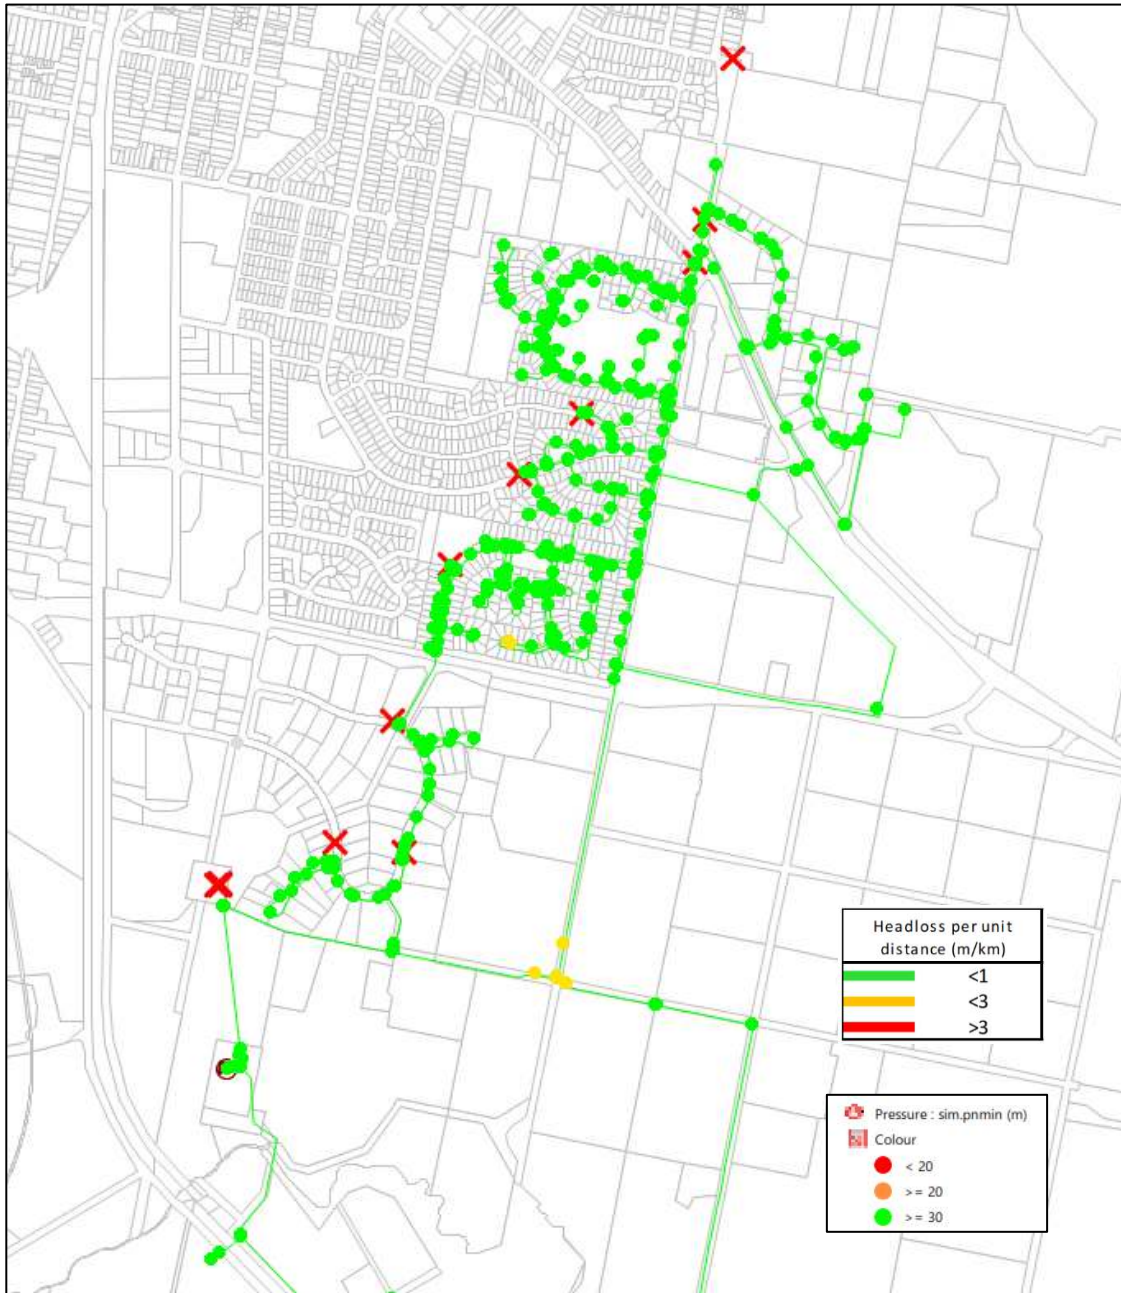 Headloss per unit
distance (m/km)
<1
<3
>3
Pressure : sim.pnmin (m)
Colour
< 20
>= 20
>= 30